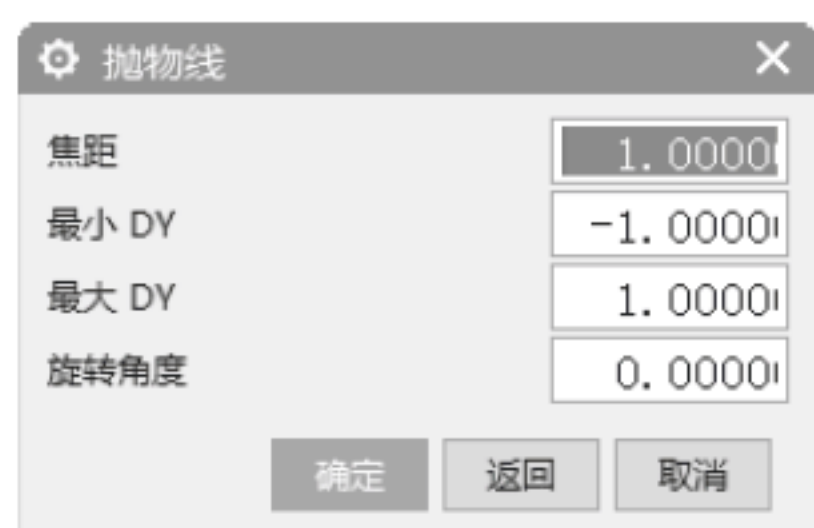 抛物线
焦距 1.0000
最小 DY -1.0000
最大 DY 1.0000
旋转角度 0.0000
确定 返回 取消